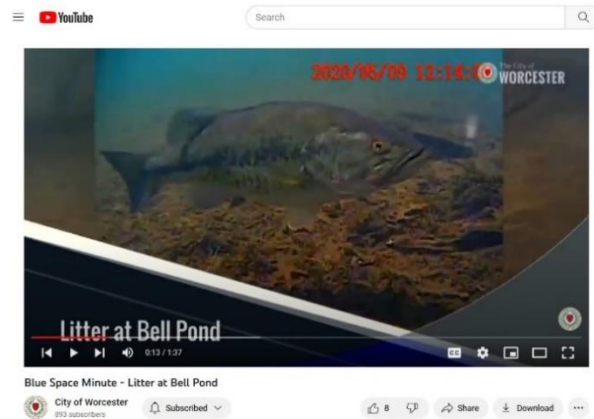 YouTube
Search
2020/05/09 12:14:
The City of
WORCESTER
Litter at Bell Pond
0:13 / 1:37
CC
Blue Space Minute - Litter at Bell Pond
City of Worcester
893 subscribers
Subscribed
8
Share
Download